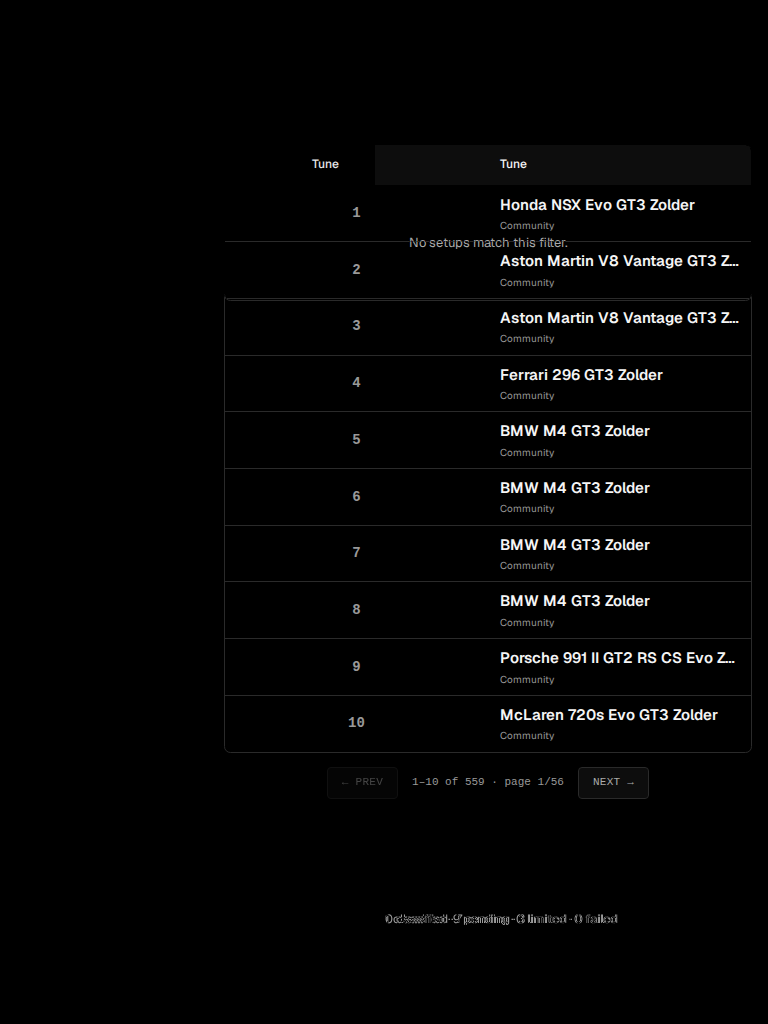 Tune Tune
1 Honda NSX Evo GT3 Zolder
Community
No setups match this filter.
2 Aston Martin V8 Vantage GT3 Z...
Community
3 Aston Martin V8 Vantage GT3 Z...
Community
4 Ferrari 296 GT3 Zolder
Community
5 BMW M4 GT3 Zolder
Community
6 BMW M4 GT3 Zolder
Community
7 BMW M4 GT3 Zolder
Community
8 BMW M4 GT3 Zolder
Community
9 Porsche 991 II GT2 RS CS Evo Z...
Community
10 McLaren 720s Evo GT3 Zolder
Community
← PREV 1–10 of 559 · page 1/56 NEXT →
pending · limited · 0 failed